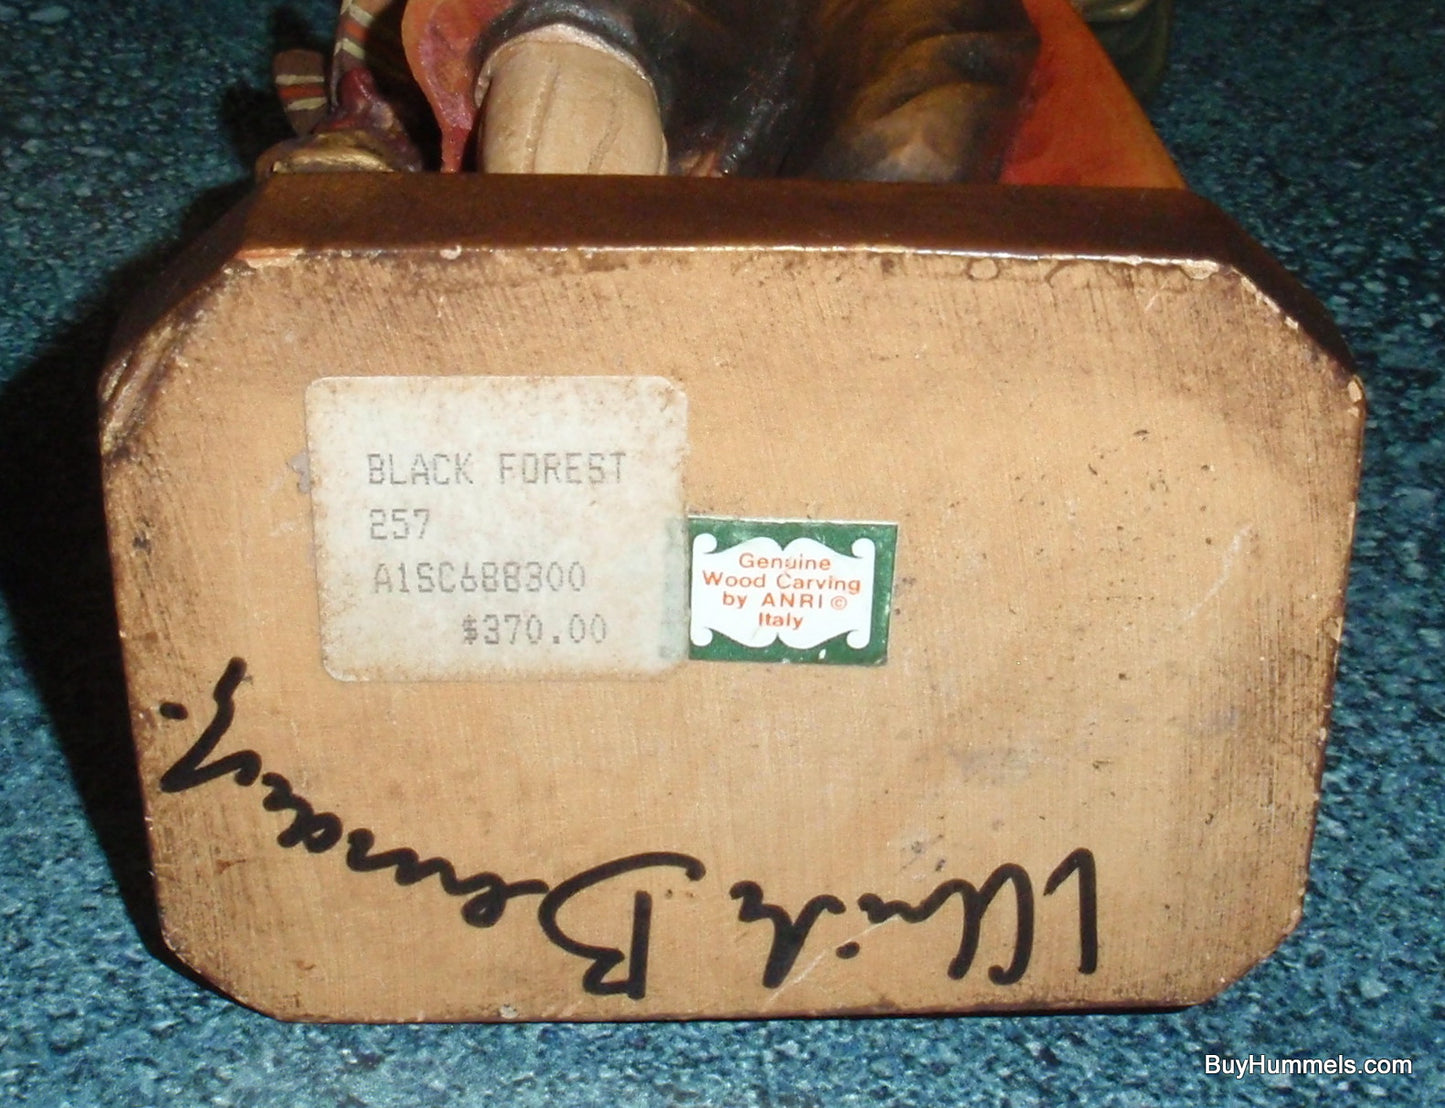 BLACK FOREST
257
A1SC688300
$370.00
Genuine
Wood Carving
by ANRI ©
Italy
Ulrich Bernardi
BuyHummels.com